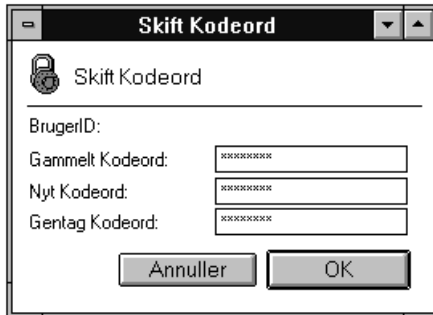 Skift Kodeord
Skift Kodeord
BrugerID:
Gammelt Kodeord: ********
Nyt Kodeord: ********
Gentag Kodeord: ********
Annuller OK